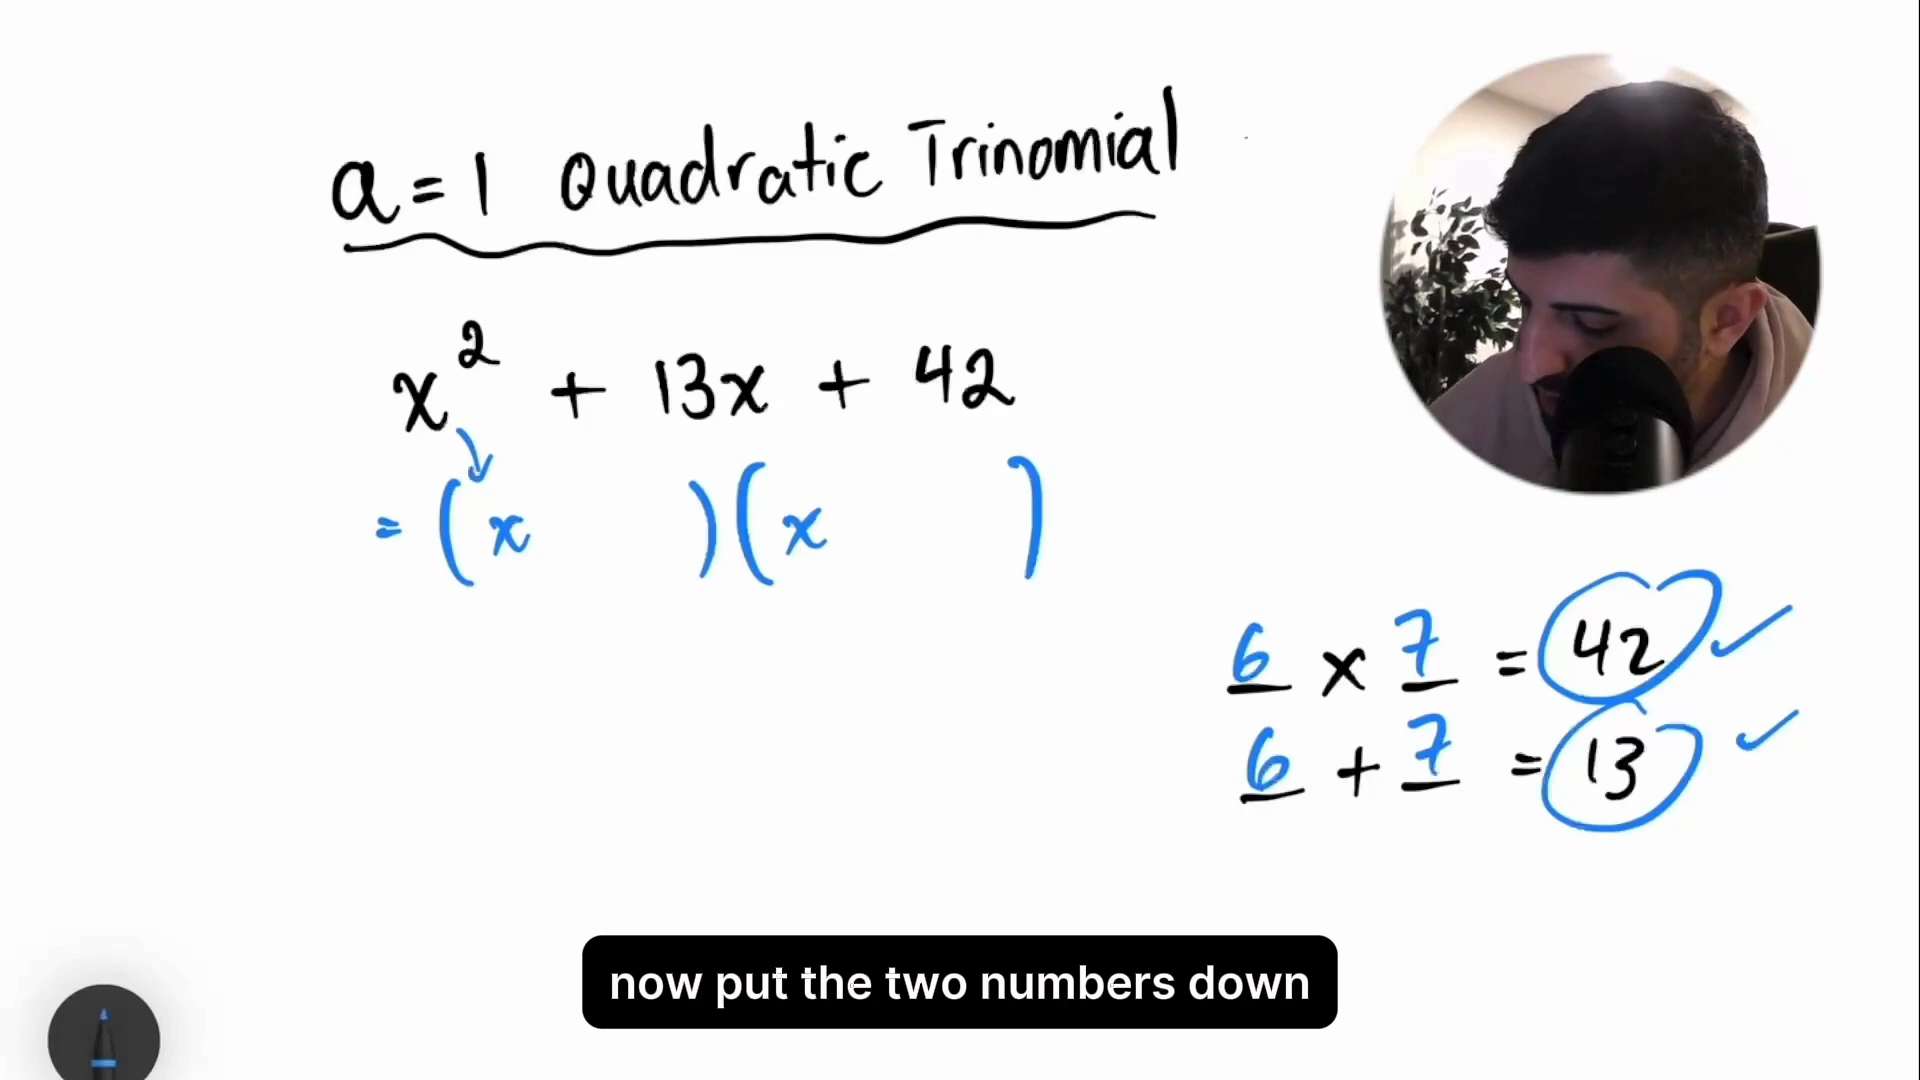 a = 1 Quadratic Trinomial
x² + 13x + 42
= (x )(x )
6 x 7 = 42 ✓
6 + 7 = 13 ✓
now put the two numbers down